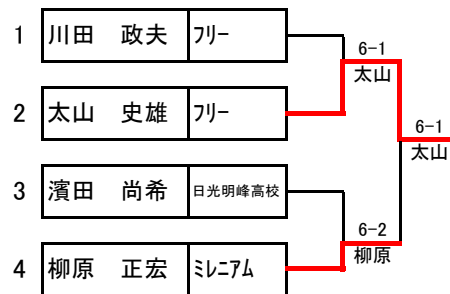 1 川田 政夫 フリー
6-1
太山
2 太山 史雄 フリー
6-1
太山
3 濱田 尚希 日光明峰高校
6-2
柳原
4 柳原 正宏 ミレニアム